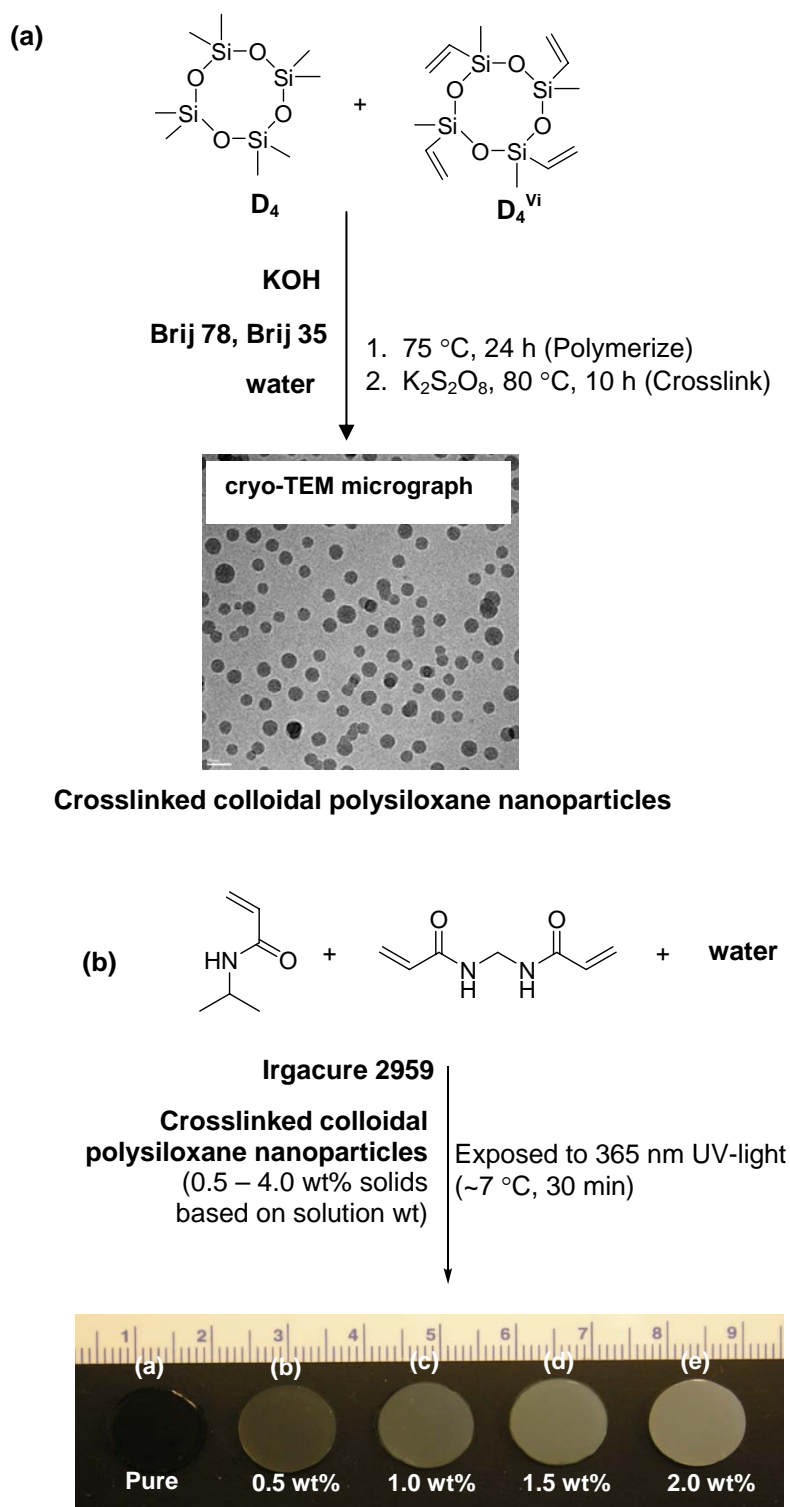 (a)
Si O Si O Si O Si O
+
Si O Si O Si O Si O
D₄
D₄ⱽⁱ
KOH
Brij 78, Brij 35
water
1. 75 °C, 24 h (Polymerize)
2. K₂S₂O₈, 80 °C, 10 h (Crosslink)
cryo-TEM micrograph
Crosslinked colloidal polysiloxane nanoparticles
(b)
HN O
+
O N H N H O
+
water
Irgacure 2959
Crosslinked colloidal
polysiloxane nanoparticles
(0.5 – 4.0 wt% solids
based on solution wt)
Exposed to 365 nm UV-light
(~7 °C, 30 min)
1 2 3 4 5 6 7 8 9
(a) (b) (c) (d) (e)
Pure 0.5 wt% 1.0 wt% 1.5 wt% 2.0 wt%